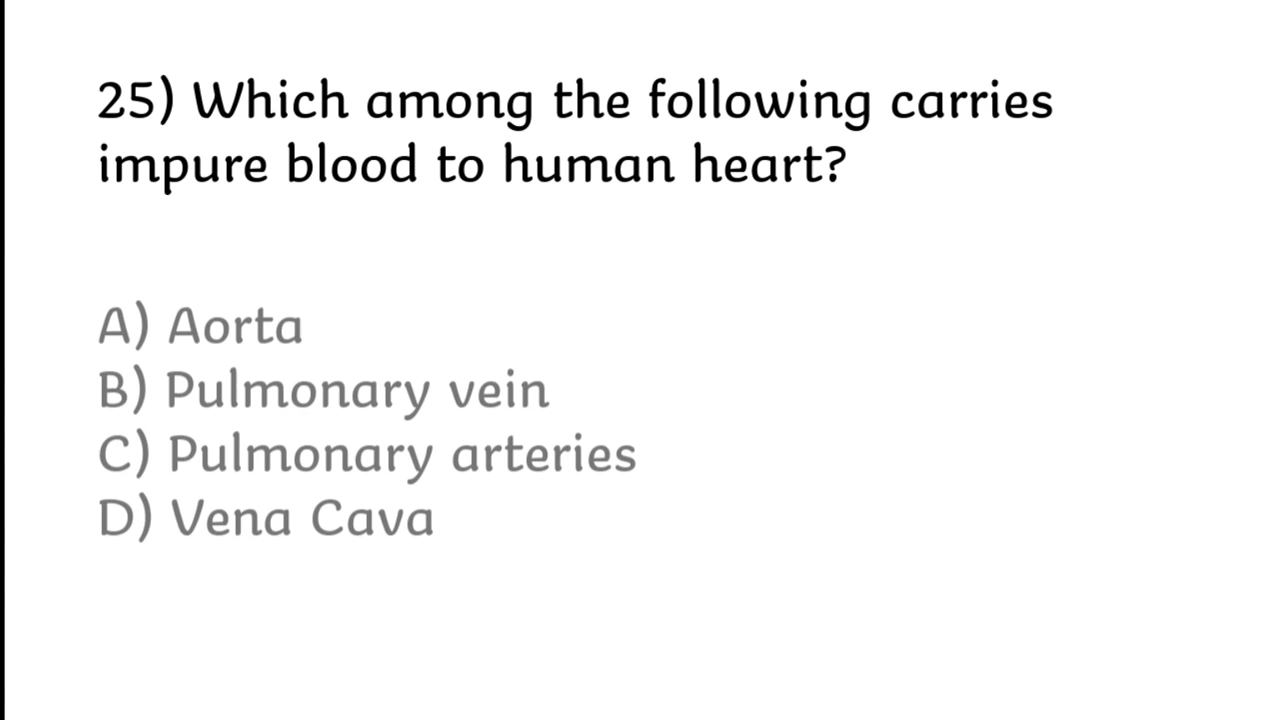 25) Which among the following carries
impure blood to human heart?
A) Aorta
B) Pulmonary vein
C) Pulmonary arteries
D) Vena Cava